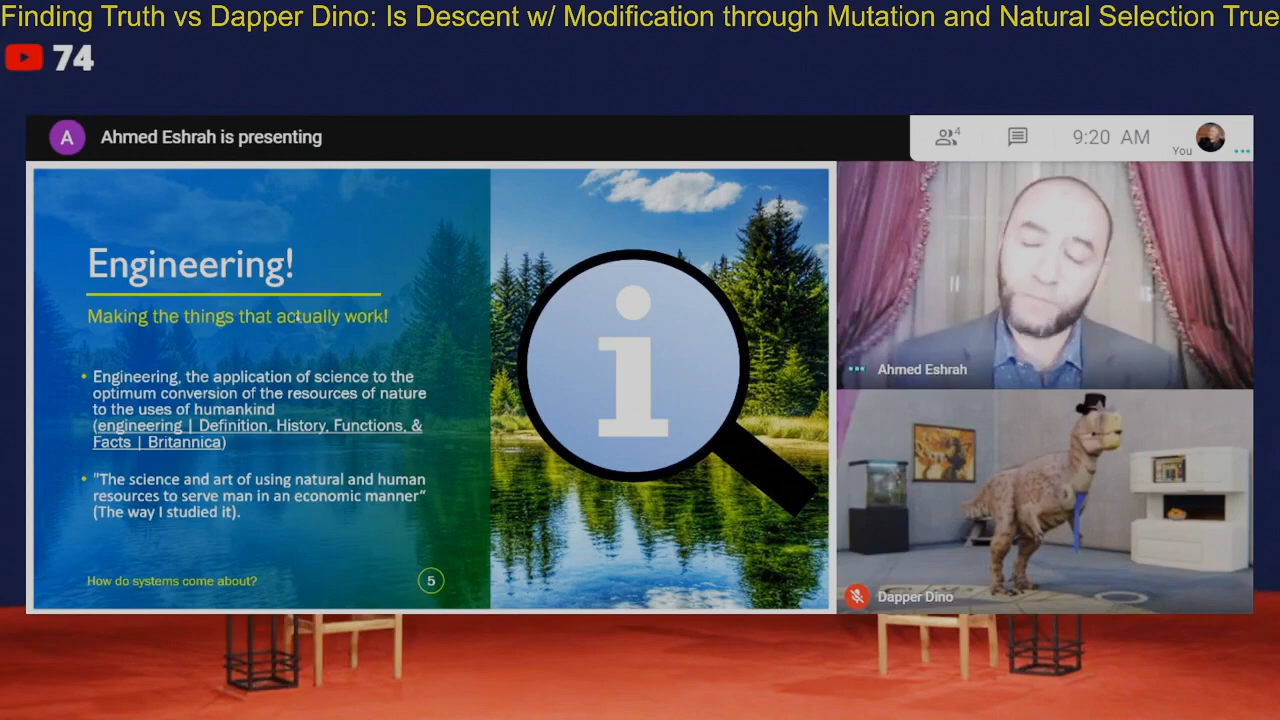 Finding Truth vs Dapper Dino: Is Descent w/ Modification through Mutation and Natural Selection True
74
A
Ahmed Eshrah is presenting
4
9:20 AM
You
Engineering!
Making the things that actually work!
• Engineering, the application of science to the
optimum conversion of the resources of nature
to the uses of humankind
(engineering | Definition, History, Functions, &
Facts | Britannica)
• "The science and art of using natural and human
resources to serve man in an economic manner"
(The way I studied it).
How do systems come about?
5
i
Ahmed Eshrah
Dapper Dino